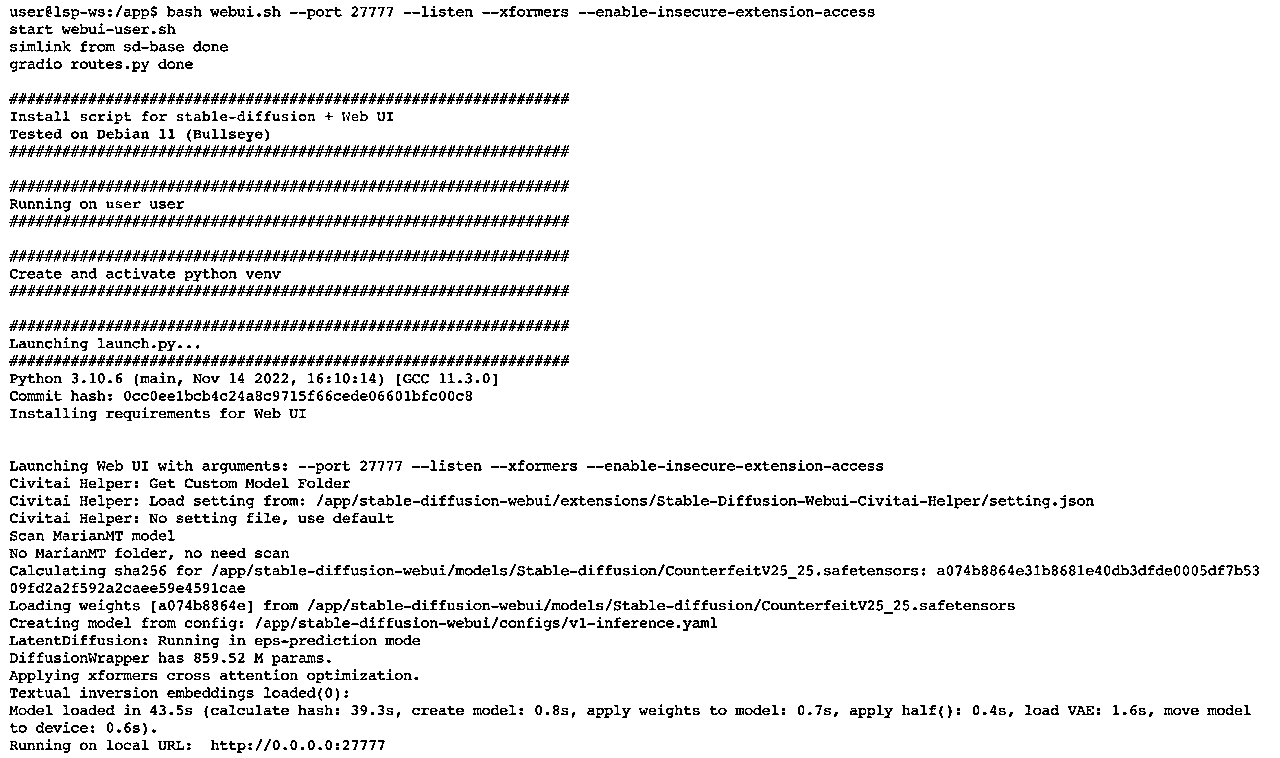 user@lsp-ws:/app$ bash webui.sh --port 27777 --listen --xformers --enable-insecure-extension-access
start webui-user.sh
simlink from sd-base done
gradio routes.py done
################################################################
Install script for stable-diffusion + Web UI
Tested on Debian 11 (Bullseye)
################################################################
################################################################
Running on user user
################################################################
################################################################
Create and activate python venv
################################################################
################################################################
Launching launch.py...
################################################################
Python 3.10.6 (main, Nov 14 2022, 16:10:14) [GCC 11.3.0]
Commit hash: 0cc0ee1bcb4c24a8c9715f66cede06601bfc00c8
Installing requirements for Web UI
Launching Web UI with arguments: --port 27777 --listen --xformers --enable-insecure-extension-access
Civitai Helper: Get Custom Model Folder
Civitai Helper: Load setting from: /app/stable-diffusion-webui/extensions/Stable-Diffusion-Webui-Civitai-Helper/setting.json
Civitai Helper: No setting file, use default
Scan MarianMT model
No MarianMT folder, no need scan
Calculating sha256 for /app/stable-diffusion-webui/models/Stable-diffusion/CounterfeitV25_25.safetensors: a074b8864e31b8681e40db3dfde0005df7b53
09fd2a2f592a2caee59e4591cae
Loading weights [a074b8864e] from /app/stable-diffusion-webui/models/Stable-diffusion/CounterfeitV25_25.safetensors
Creating model from config: /app/stable-diffusion-webui/configs/v1-inference.yaml
LatentDiffusion: Running in eps-prediction mode
DiffusionWrapper has 859.52 M params.
Applying xformers cross attention optimization.
Textual inversion embeddings loaded(0):
Model loaded in 43.5s (calculate hash: 39.3s, create model: 0.8s, apply weights to model: 0.7s, apply half(): 0.4s, load VAE: 1.6s, move model
to device: 0.6s).
Running on local URL:  http://0.0.0.0:27777